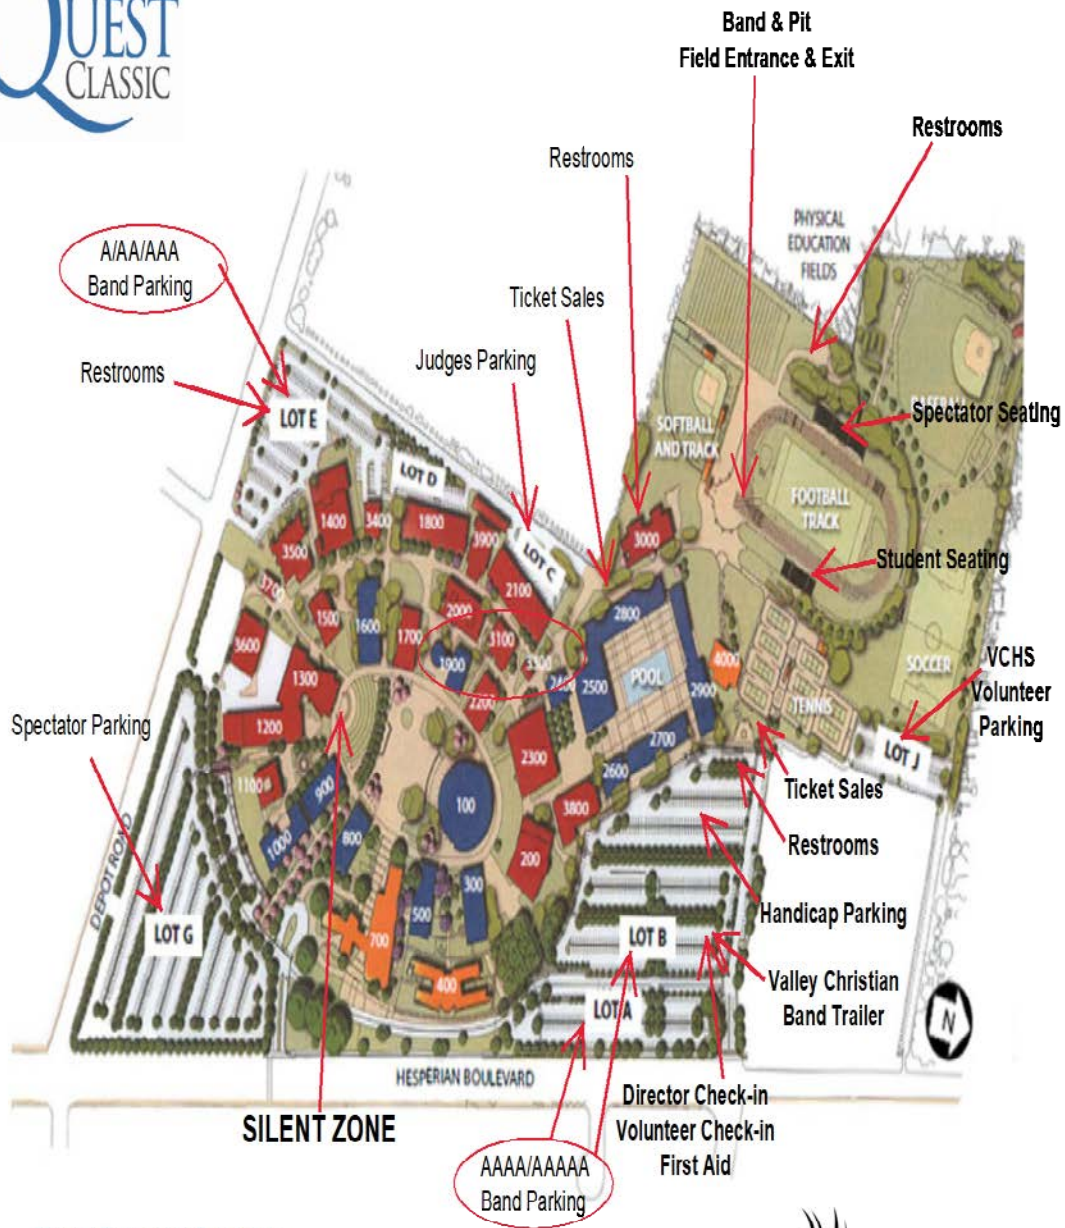 QUEST
CLASSIC
Band & Pit
Field Entrance & Exit
Restrooms
Restrooms
PHYSICAL
EDUCATION
FIELDS
A/AA/AAA
Band Parking
Ticket Sales
Judges Parking
Restrooms
LOT E
SOFTBALL
AND TRACK
BASEBALL
Spectator Seating
LOT D
FOOTBALL
TRACK
1400
3400
1800
3900
LOT C
3000
3500
Student Seating
3700
2100
1500
1600
2000
2800
1700
3100
3600
1900
3300
4000
SOCCER
VCHS
Volunteer
Parking
1300
2400
2500
POOL
2900
2200
TENNIS
Spectator Parking
1200
2300
2700
LOT J
1100
900
2600
Ticket Sales
100
3800
1000
800
200
Restrooms
DEPOT ROAD
300
500
Handicap Parking
LOT G
700
LOT B
400
Valley Christian
Band Trailer
LOT A
N
HESPERIAN BOULEVARD
SILENT ZONE
Director Check-in
Volunteer Check-in
First Aid
AAAA/AAAAA
Band Parking